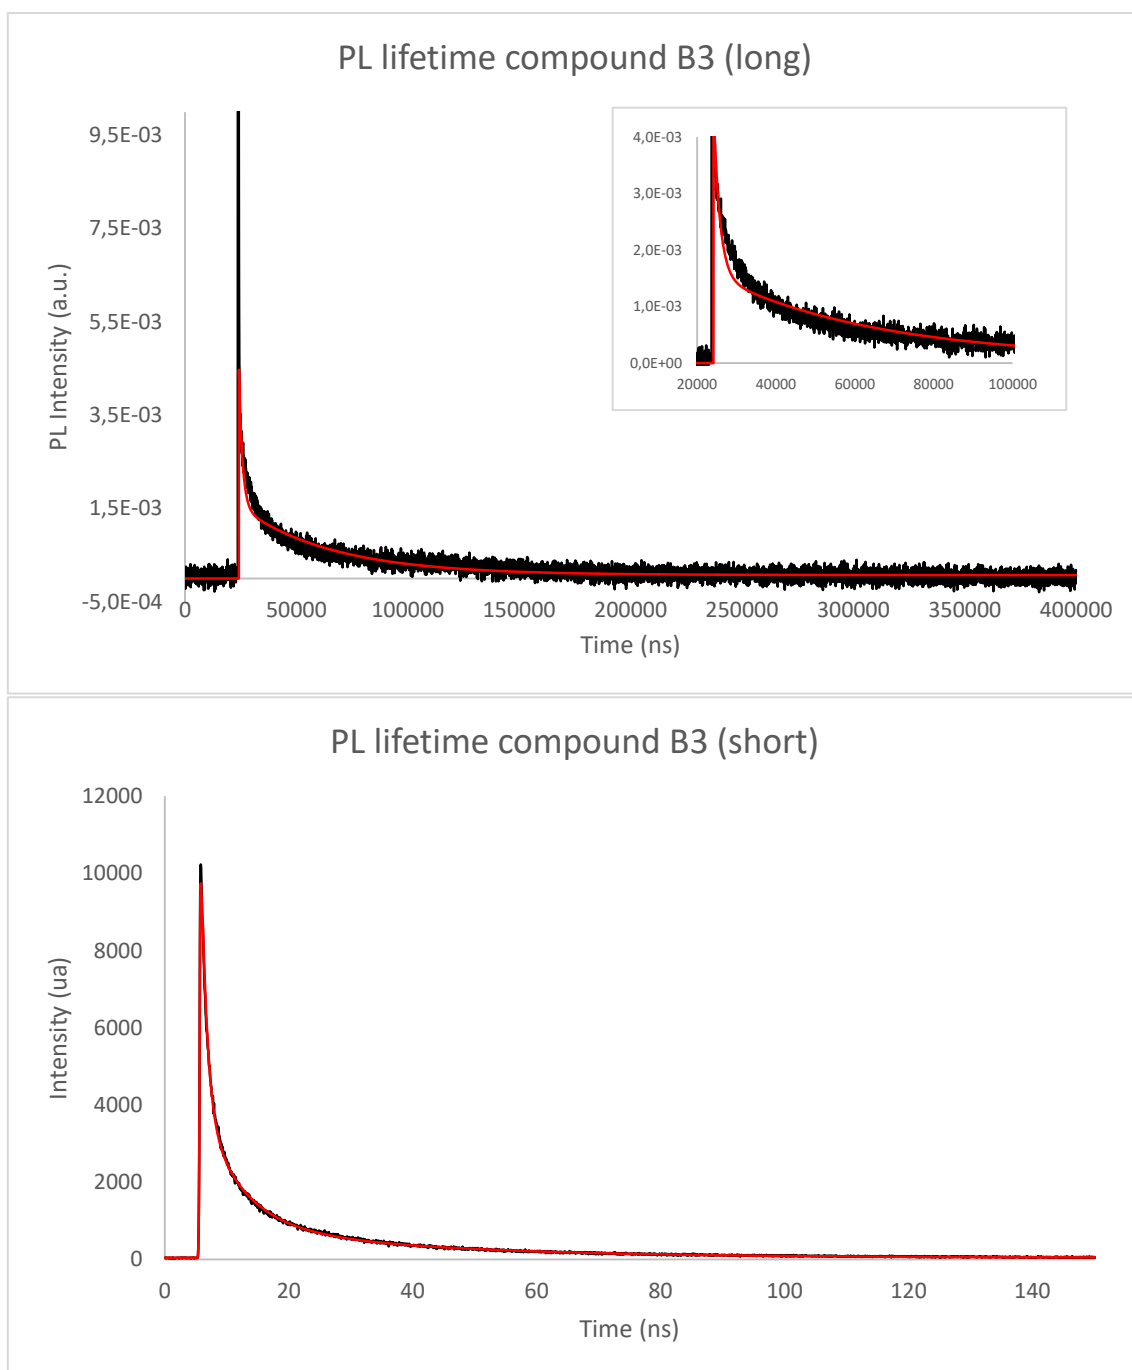 PL lifetime compound B3 (long)
9,5E-03
7,5E-03
5,5E-03
3,5E-03
1,5E-03
-5,0E-04
PL Intensity (a.u.)
0 50000 100000 150000 200000 250000 300000 350000 400000
Time (ns)
4,0E-03
3,0E-03
2,0E-03
1,0E-03
0,0E+00
20000 40000 60000 80000 100000
PL lifetime compound B3 (short)
12000
10000
8000
6000
4000
2000
0
Intensity (ua)
0 20 40 60 80 100 120 140
Time (ns)